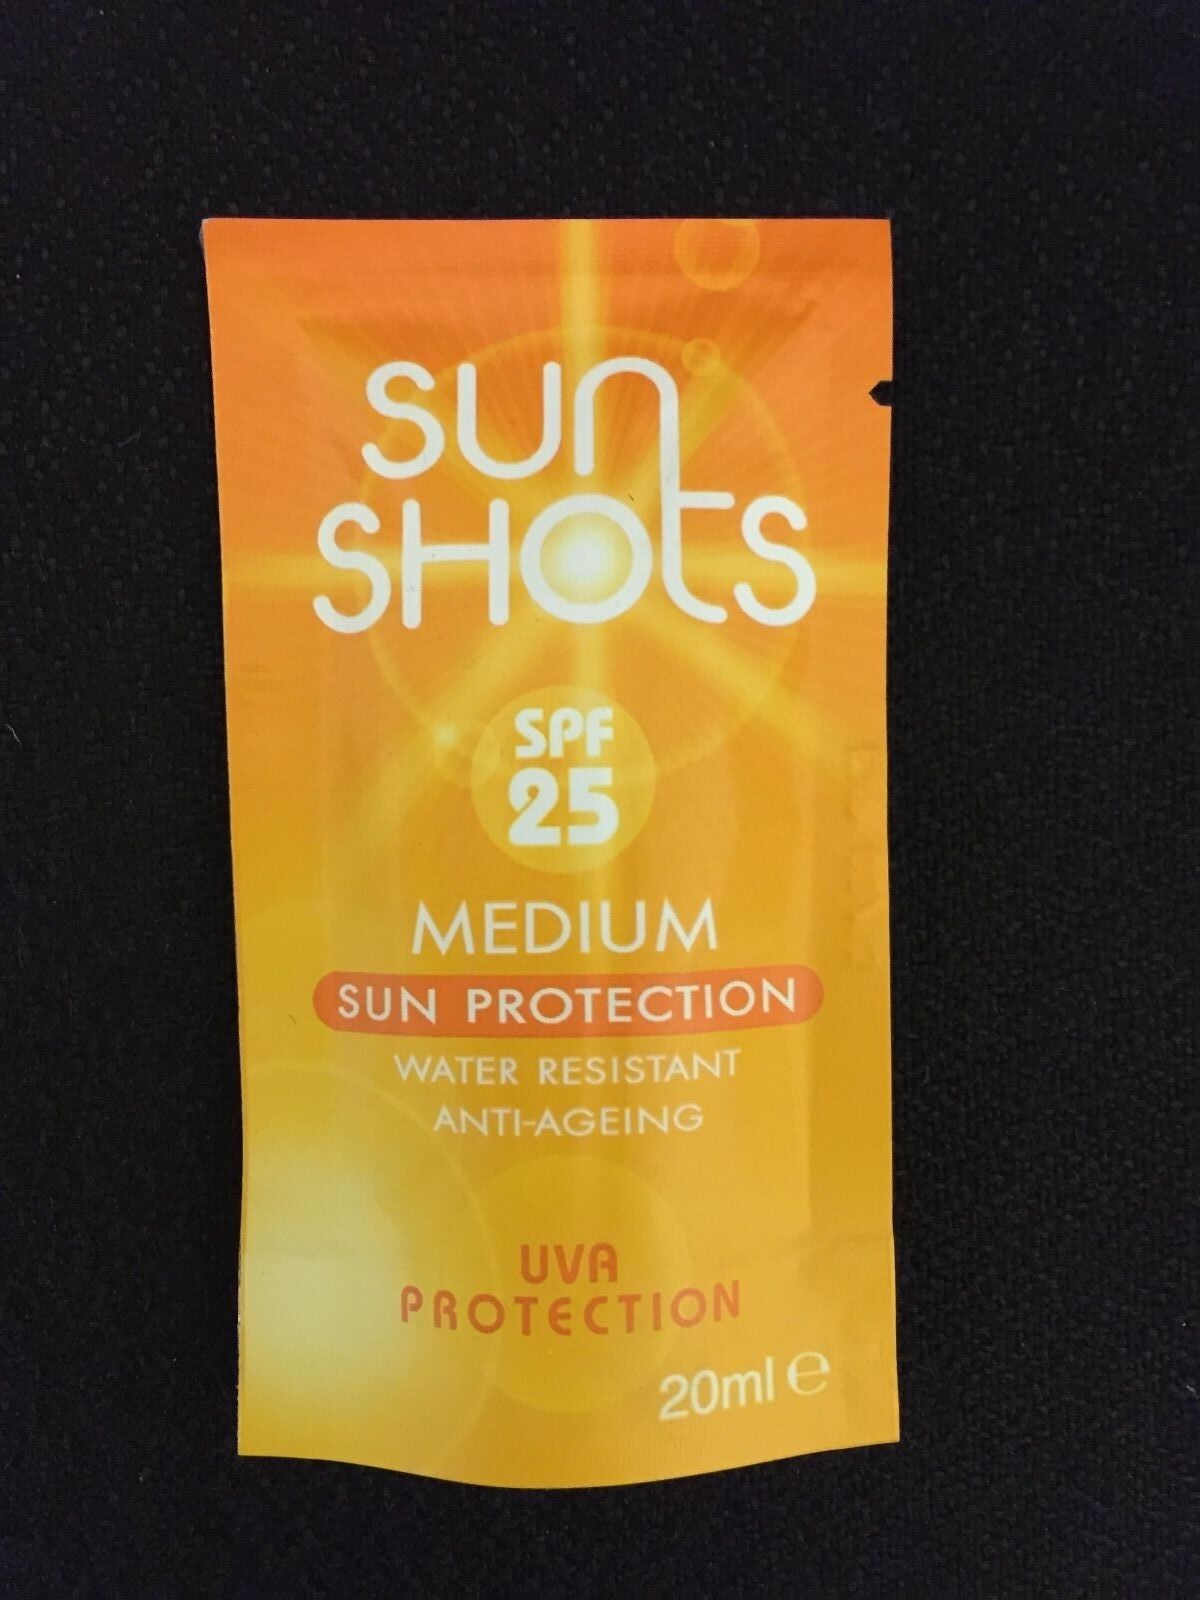 sun
SHOts
SPF
25
MEDIUM
SUN PROTECTION
WATER RESISTANT
ANTI-AGEING
UVA
PROTECTION
20ml ℮